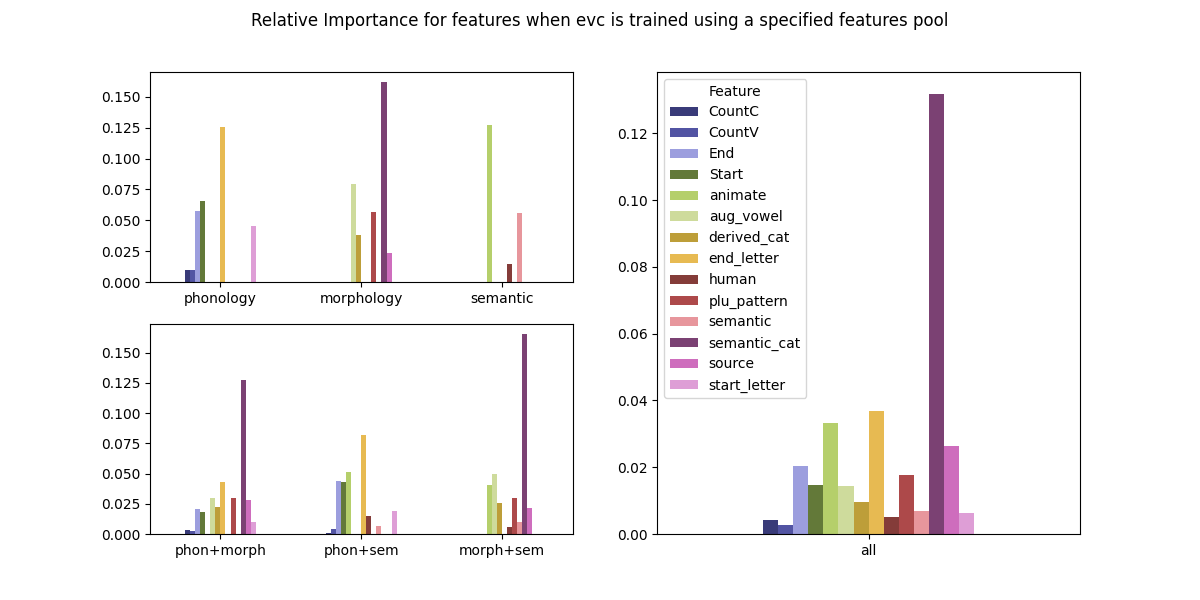 Relative Importance for features when evc is trained using a specified features pool
0.150
0.125
0.100
0.075
0.050
0.025
0.000
phonology morphology semantic
0.150
0.125
0.100
0.075
0.050
0.025
0.000
phon+morph phon+sem morph+sem
0.12
0.10
0.08
0.06
0.04
0.02
0.00
all
Feature
CountC
CountV
End
Start
animate
aug_vowel
derived_cat
end_letter
human
plu_pattern
semantic
semantic_cat
source
start_letter